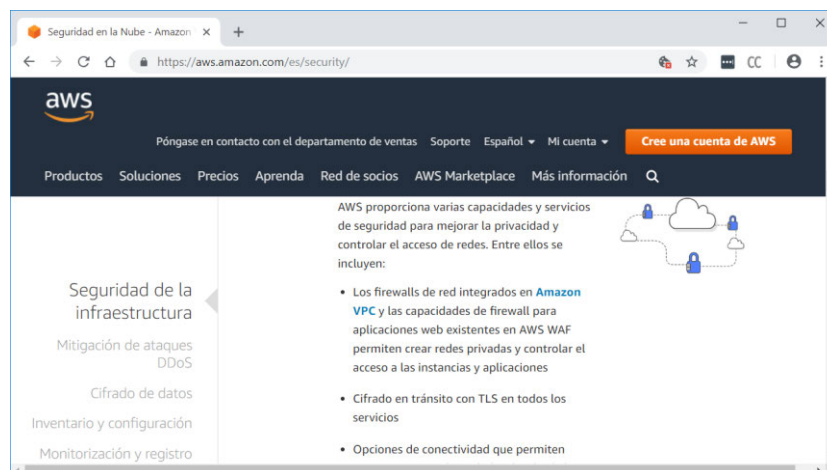 Seguridad en la Nube - Amazon
https://aws.amazon.com/es/security/
CC
aws
Póngase en contacto con el departamento de ventas Soporte Español Mi cuenta Cree una cuenta de AWS
Productos Soluciones Precios Aprenda Red de socios AWS Marketplace Más información
Seguridad de la
infraestructura
Mitigación de ataques
DDoS
Cifrado de datos
Inventario y configuración
Monitorización y registro
AWS proporciona varias capacidades y servicios
de seguridad para mejorar la privacidad y
controlar el acceso de redes. Entre ellos se
incluyen:
• Los firewalls de red integrados en Amazon
VPC y las capacidades de firewall para
aplicaciones web existentes en AWS WAF
permiten crear redes privadas y controlar el
acceso a las instancias y aplicaciones
• Cifrado en tránsito con TLS en todos los
servicios
• Opciones de conectividad que permiten